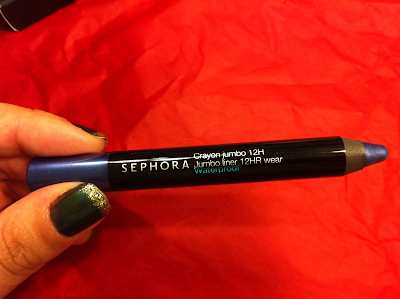 SEPHORA
Crayon jumbo 12H
Jumbo liner 12HR wear
Waterproof